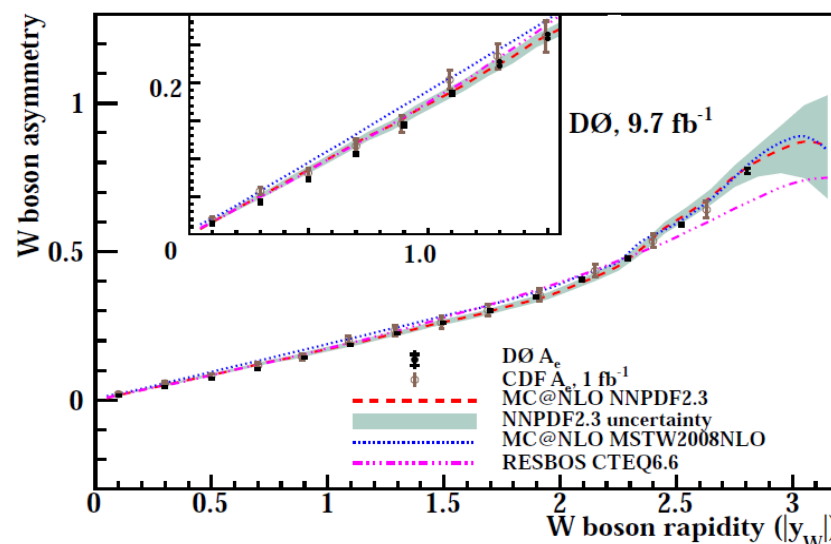 W boson asymmetry
1
0.5
0
0.2
0
1.0
DØ, 9.7 fb⁻¹
DØ Aₑ
CDF Aₑ, 1 fb⁻¹
MC@NLO NNPDF2.3
NNPDF2.3 uncertainty
MC@NLO MSTW2008NLO
RESBOS CTEQ6.6
0 0.5 1 1.5 2 2.5 3
W boson rapidity (|y_W|)